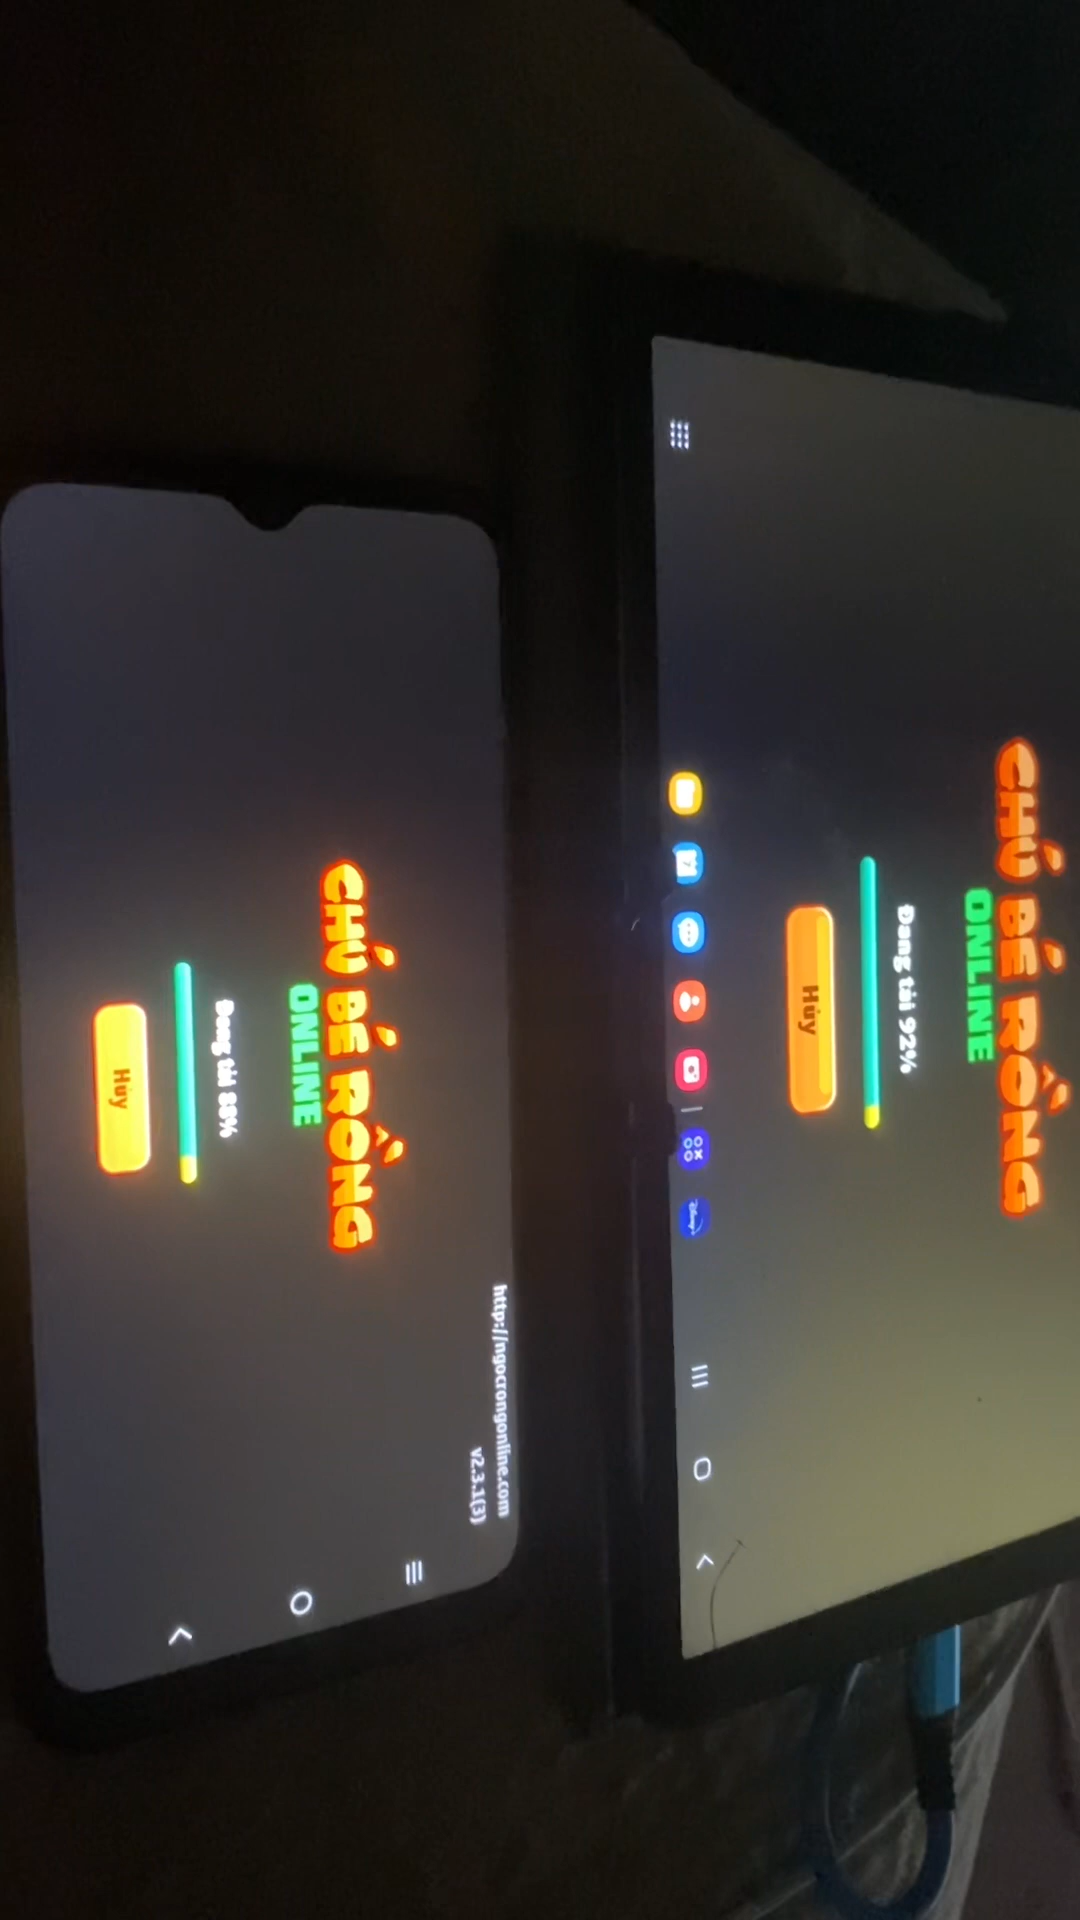 http://ngocrongonline.com
v2.3.1(3)
CHÚ BÉ RỒNG
ONLINE
Đang tải 88%
Hủy
CHÚ BÉ RỒNG
ONLINE
Đang tải 92%
Hủy
Disney+